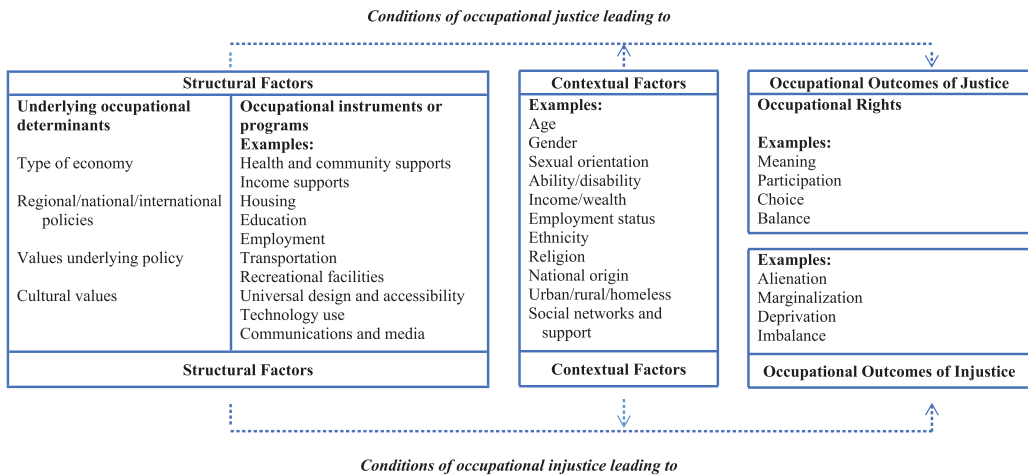 Conditions of occupational justice leading to
Structural Factors
Underlying occupational
determinants
Type of economy
Regional/national/international
policies
Values underlying policy
Cultural values
Occupational instruments or
programs
Examples:
Health and community supports
Income supports
Housing
Education
Employment
Transportation
Recreational facilities
Universal design and accessibility
Technology use
Communications and media
Structural Factors
Contextual Factors
Examples:
Age
Gender
Sexual orientation
Ability/disability
Income/wealth
Employment status
Ethnicity
Religion
National origin
Urban/rural/homeless
Social networks and
support
Contextual Factors
Occupational Outcomes of Justice
Occupational Rights
Examples:
Meaning
Participation
Choice
Balance
Examples:
Alienation
Marginalization
Deprivation
Imbalance
Occupational Outcomes of Injustice
Conditions of occupational injustice leading to